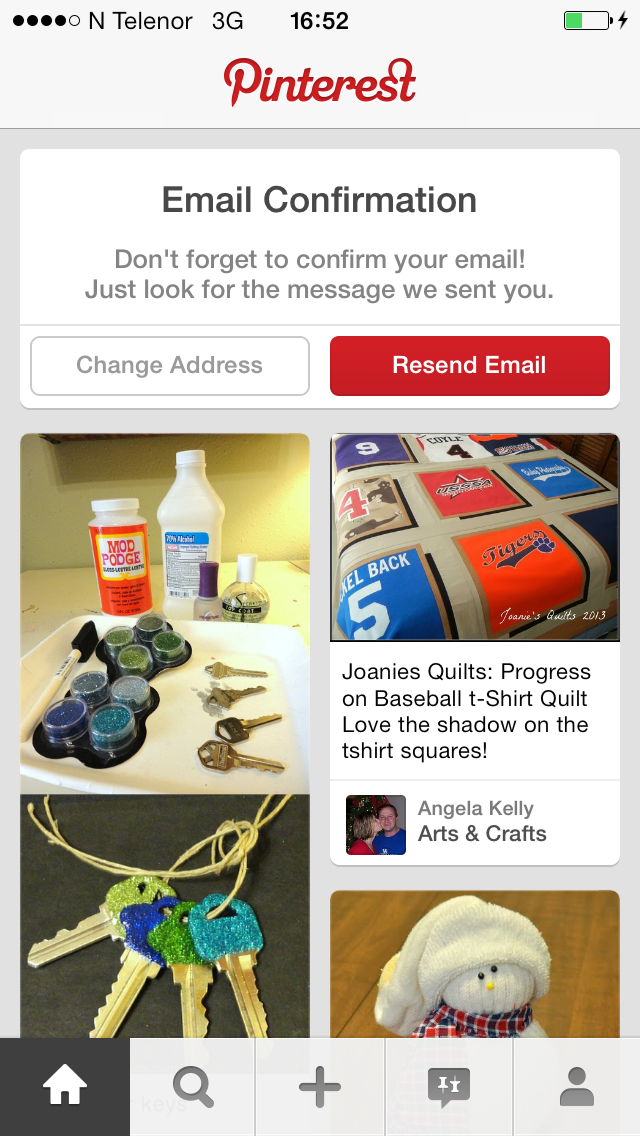 N Telenor 3G 16:52
Pinterest
Email Confirmation
Don't forget to confirm your email!
Just look for the message we sent you.
Change Address
Resend Email
MOD
PODGE
70% Alcohol
TOP COAT
9
COYLE
4
4
USSSA
Tigers
KEL BACK
5
Joanie's Quilts 2013
Joanies Quilts: Progress
on Baseball t-Shirt Quilt
Love the shadow on the
tshirt squares!
Angela Kelly
Arts & Crafts
keys